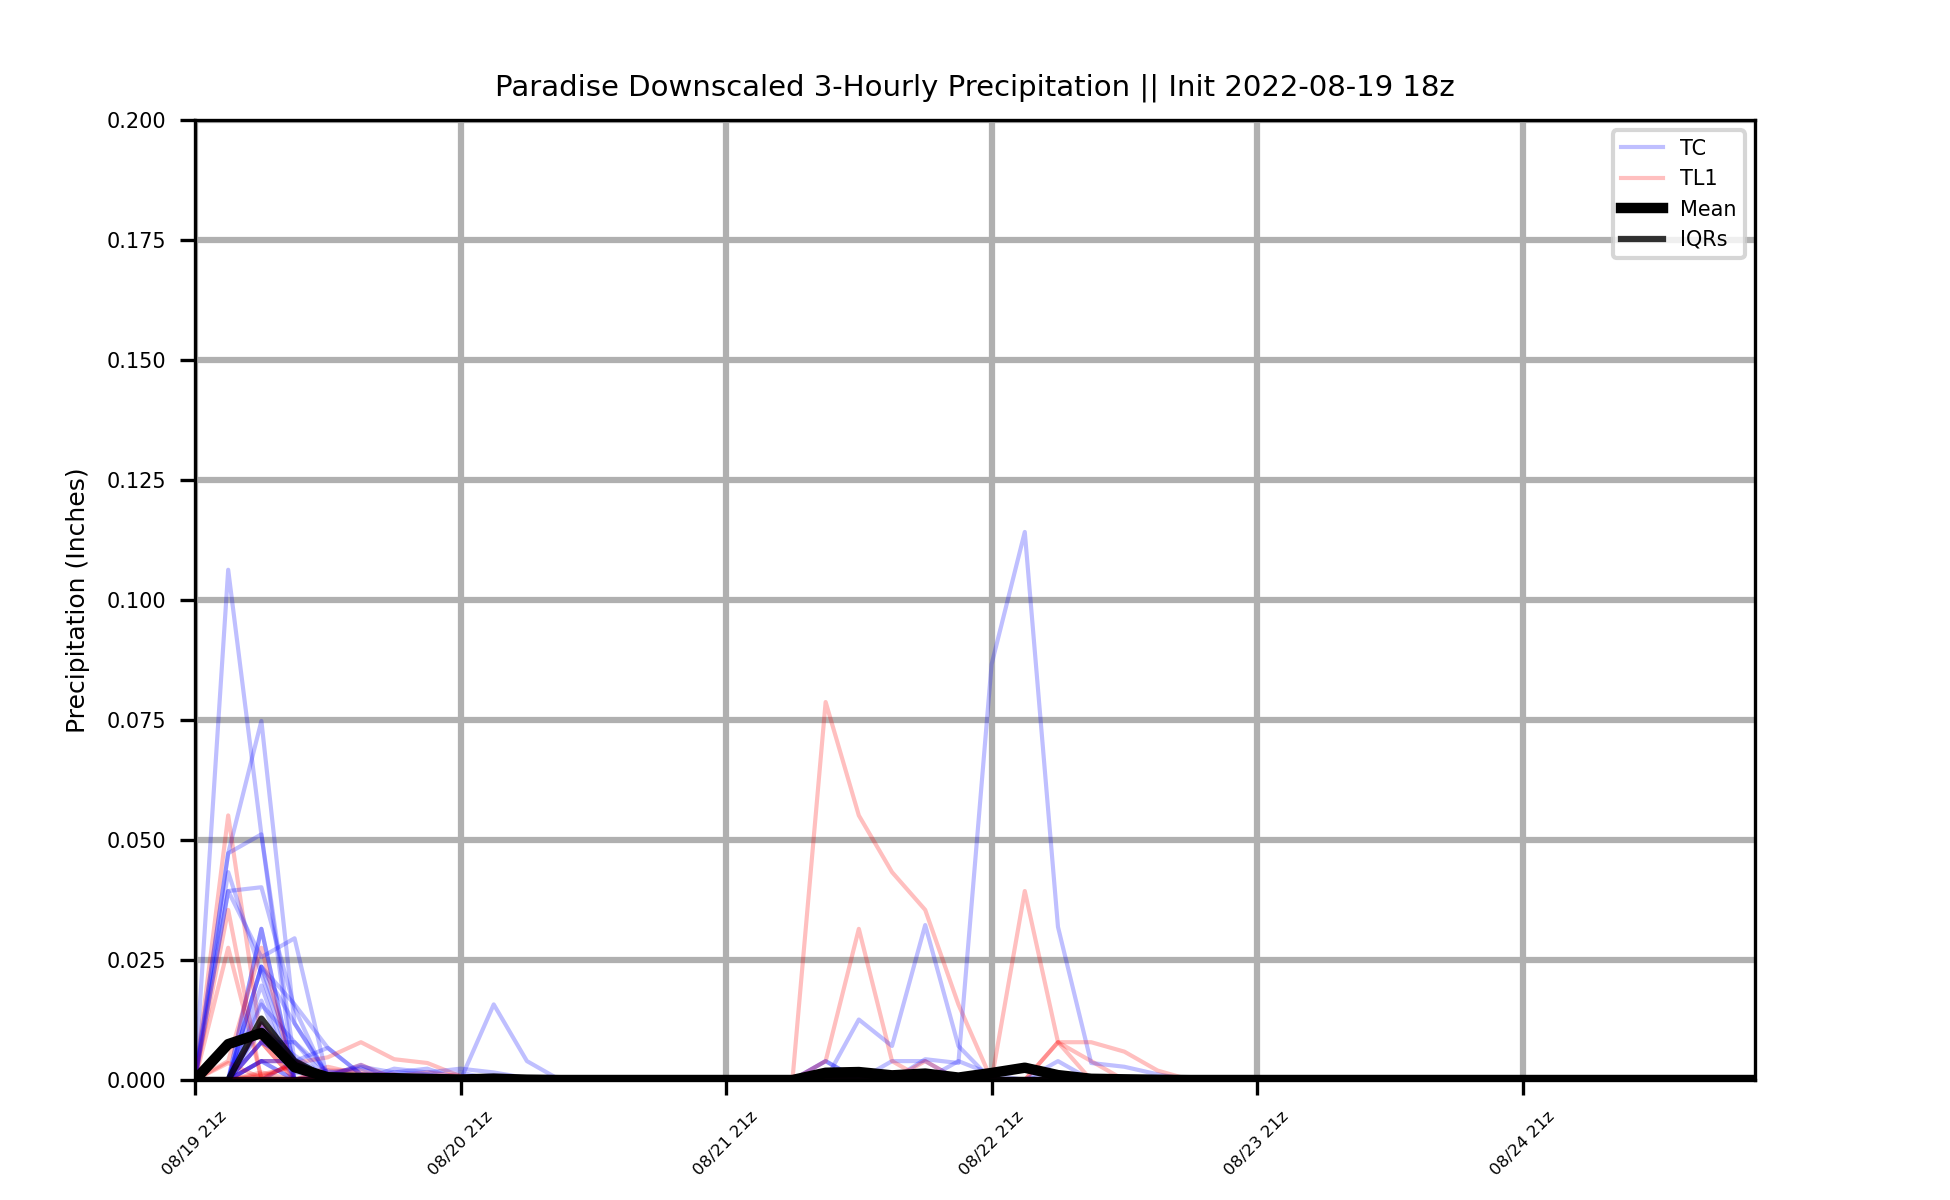 Paradise Downscaled 3-Hourly Precipitation || Init 2022-08-19 18z
0.200
0.175
0.150
0.125
0.100
0.075
0.050
0.025
0.000
Precipitation (Inches)
TC
TL1
Mean
IQRs
08/19 21z
08/20 21z
08/21 21z
08/22 21z
08/23 21z
08/24 21z